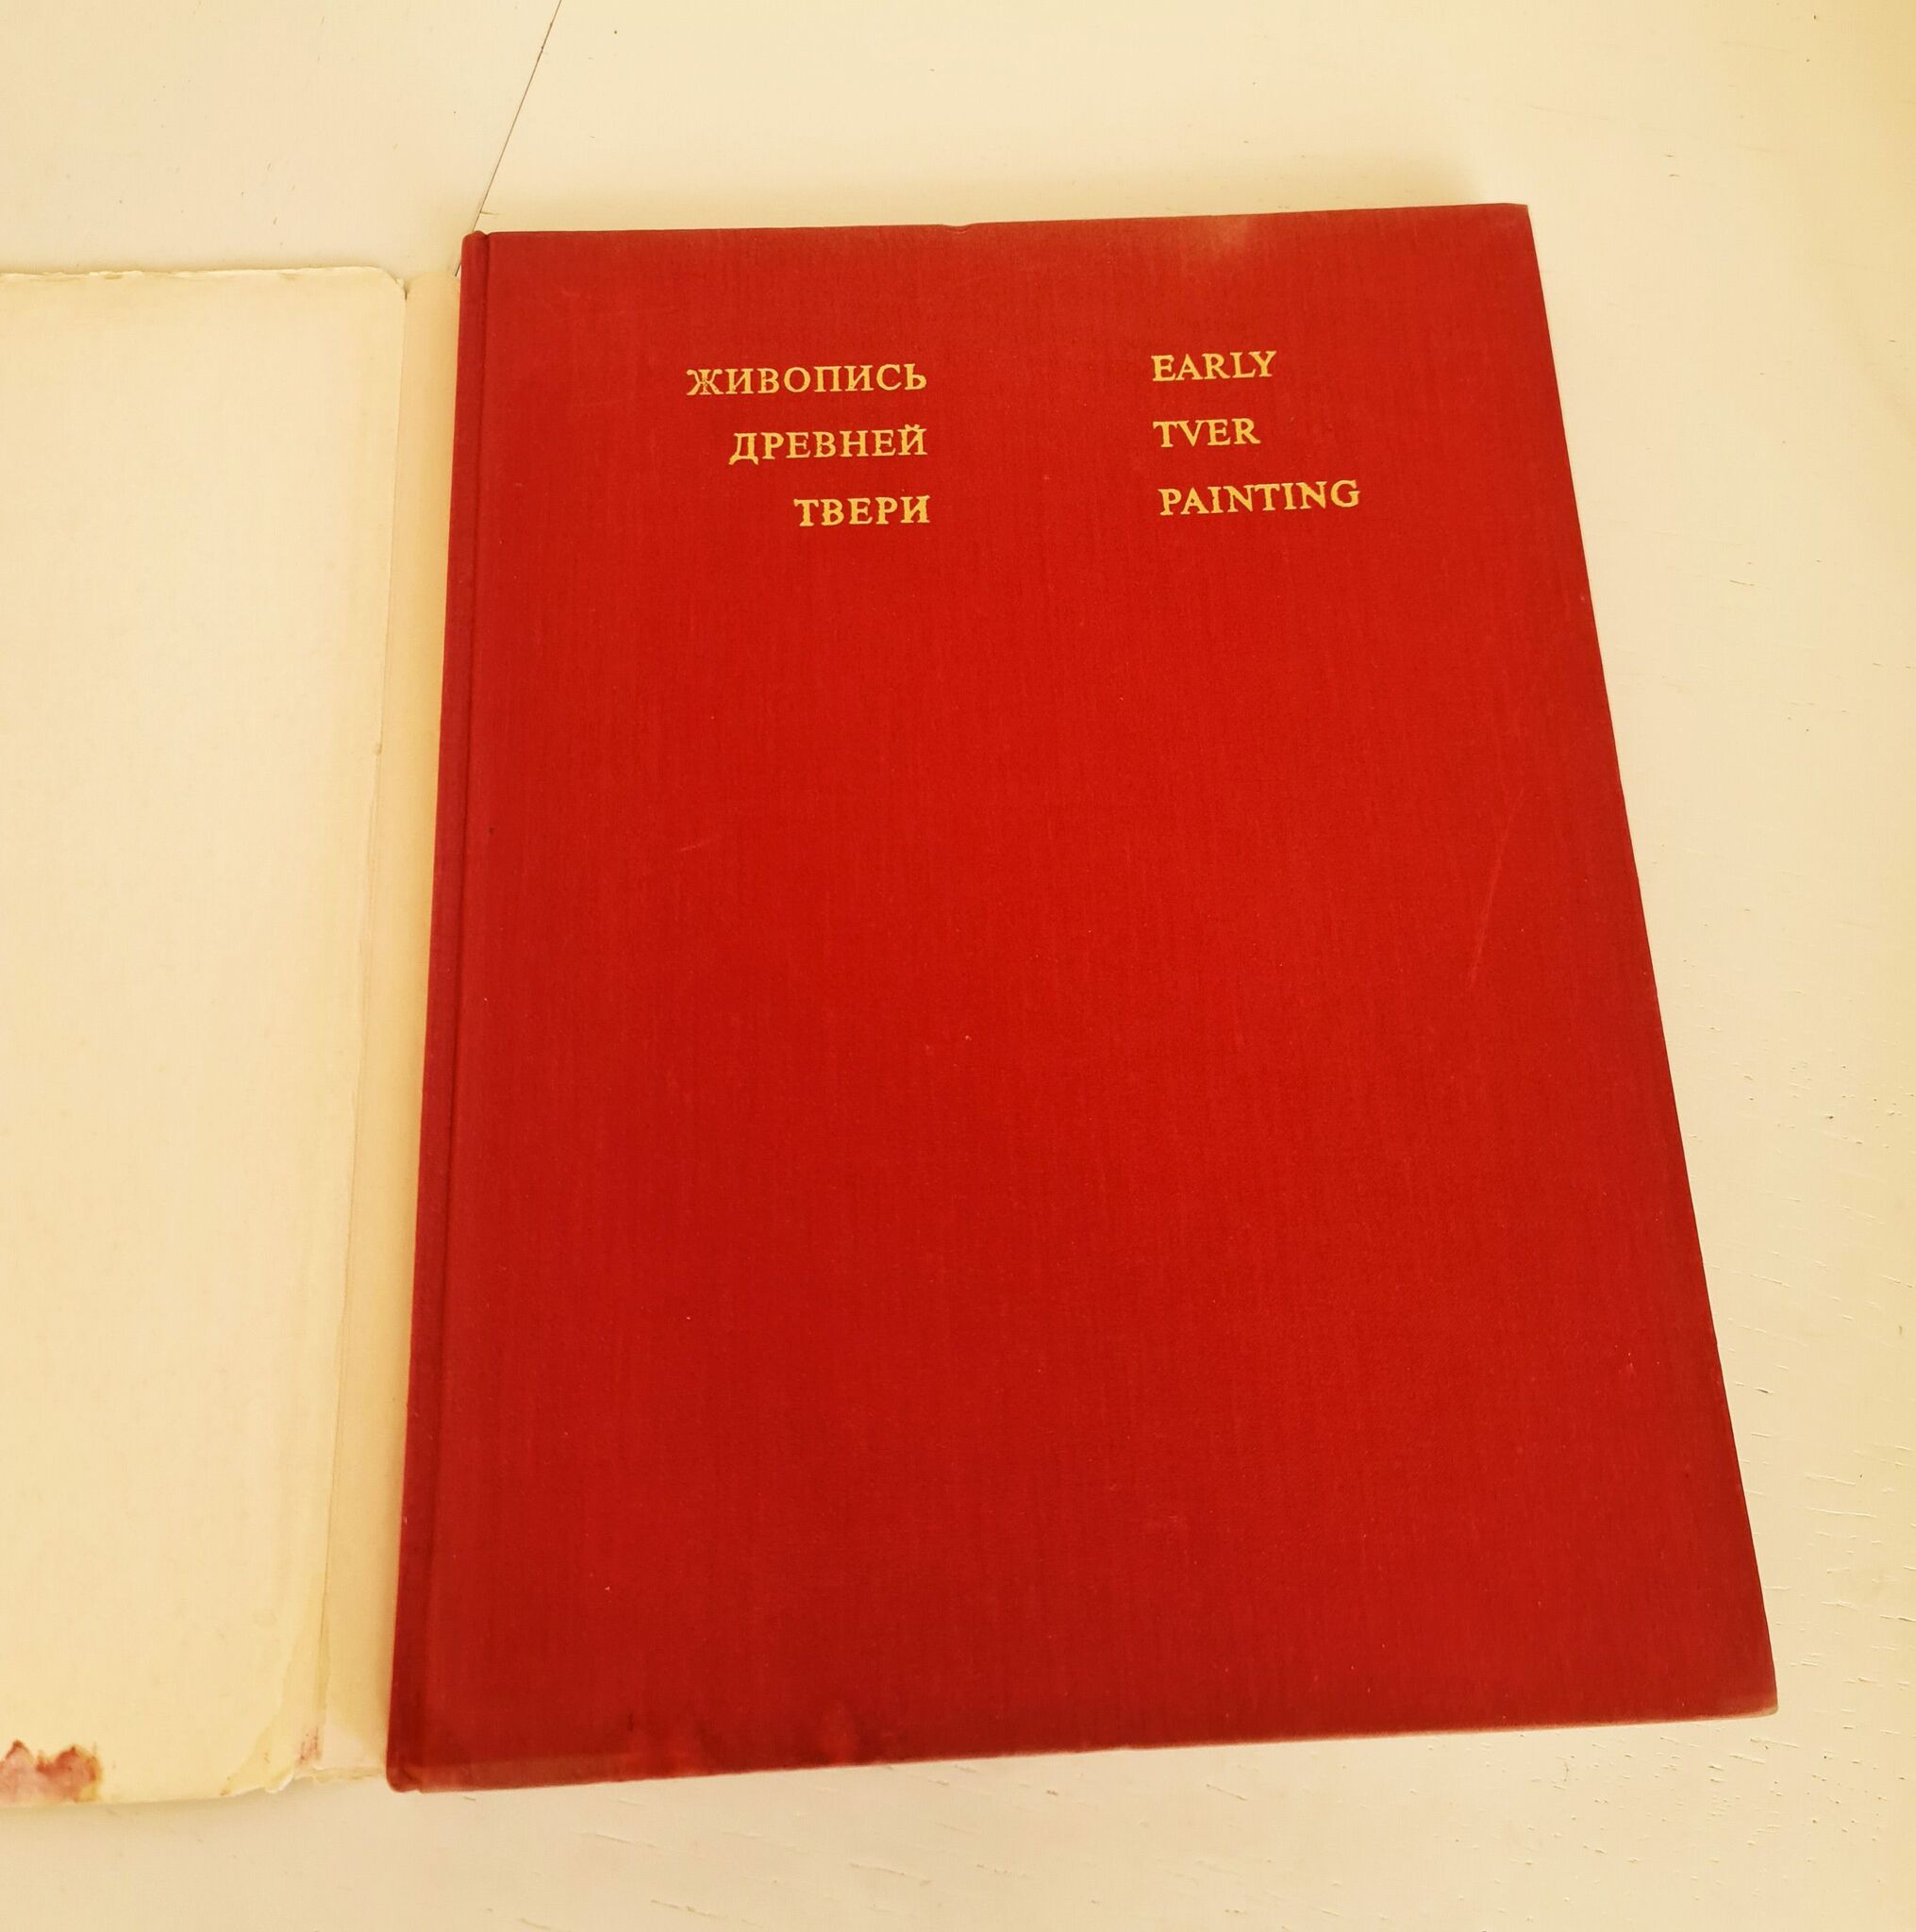 ЖИВОПИСЬ
ДРЕВНЕЙ
ТВЕРИ
EARLY
TVER
PAINTING